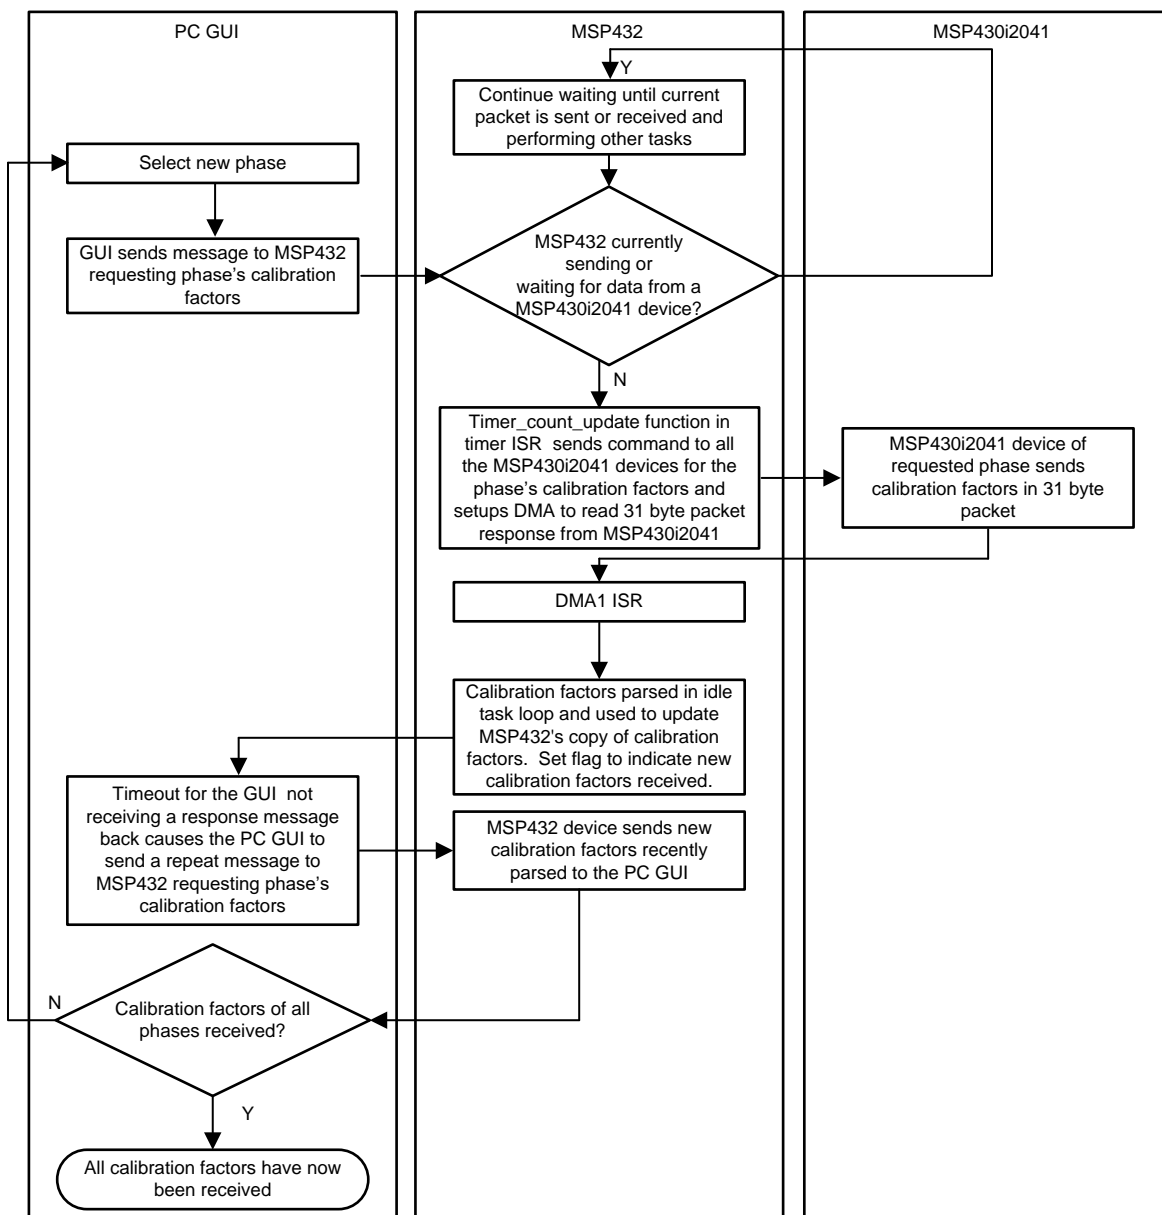 PC GUI
MSP432
MSP430i2041
Y
Continue waiting until current
packet is sent or received and
performing other tasks
Select new phase
GUI sends message to MSP432
requesting phase's calibration
factors
MSP432 currently
sending or
waiting for data from a
MSP430i2041 device?
N
Timer_count_update function in
timer ISR sends command to all
the MSP430i2041 devices for the
phase's calibration factors and
setups DMA to read 31 byte packet
response from MSP430i2041
MSP430i2041 device of
requested phase sends
calibration factors in 31 byte
packet
DMA1 ISR
Calibration factors parsed in idle
task loop and used to update
MSP432's copy of calibration
factors. Set flag to indicate new
calibration factors received.
Timeout for the GUI not
receiving a response message
back causes the PC GUI to
send a repeat message to
MSP432 requesting phase's
calibration factors
MSP432 device sends new
calibration factors recently
parsed to the PC GUI
N
Calibration factors of all
phases received?
Y
All calibration factors have now
been received